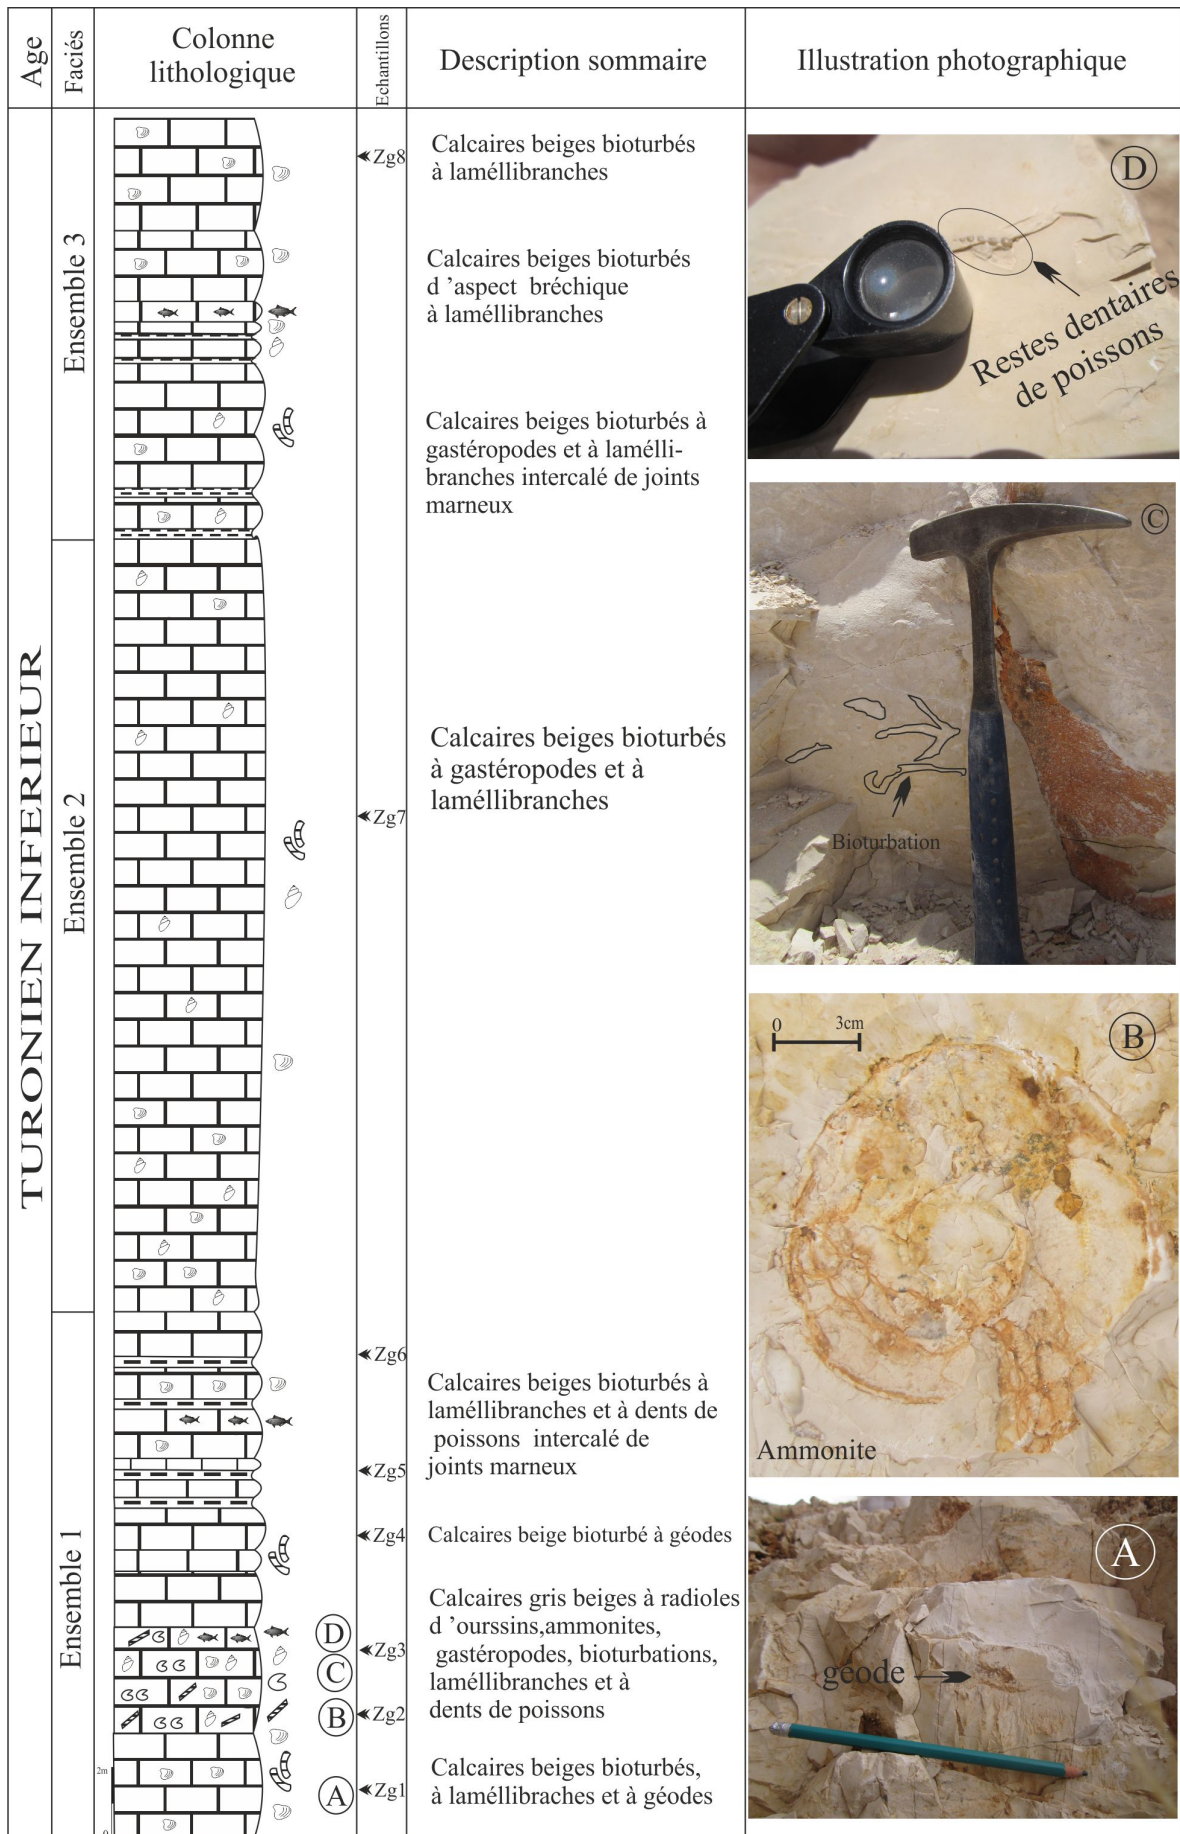 Age
Faciés
Colonne
lithologique
Echantillons
Description sommaire
Illustration photographique
TURONIEN INFERIEUR
Ensemble 3
Ensemble 2
Ensemble 1
Zg8
Zg7
Zg6
Zg5
Zg4
Zg3
Zg2
Zg1
D
C
B
A
2m
0
Calcaires beiges bioturbés
à laméllibranches
Calcaires beiges bioturbés
d 'aspect bréchique
à laméllibranches
Calcaires beiges bioturbés à
gastéropodes et à lamélli-
branches intercalé de joints
marneux
Calcaires beiges bioturbés
à gastéropodes et à
laméllibranches
Calcaires beiges bioturbés à
laméllibranches et à dents de
poissons intercalé de
joints marneux
Calcaires beige bioturbé à géodes
Calcaires gris beiges à radioles
d 'ourssins,ammonites,
gastéropodes, bioturbations,
laméllibranches et à
dents de poissons
Calcaires beiges bioturbés,
à laméllibraches et à géodes
D
Restes dentaires
de poissons
C
Bioturbation
0 3cm
B
Ammonite
A
géode